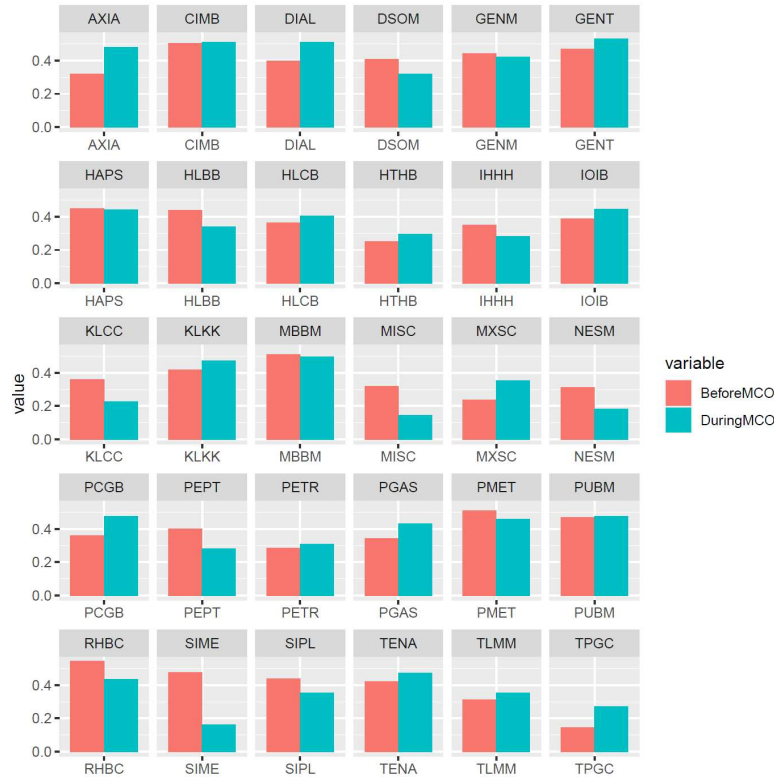 AXIA CIMB DIAL DSOM GENM GENT
0.4
0.2
0.0
AXIA CIMB DIAL DSOM GENM GENT
HAPS HLBB HLCB HTHB IHHH IOIB
0.4
0.2
0.0
HAPS HLBB HLCB HTHB IHHH IOIB
KLCC KLKK MBBM MISC MXSC NESM
0.4
0.2
0.0
KLCC KLKK MBBM MISC MXSC NESM
PCGB PEPT PETR PGAS PMET PUBM
0.4
0.2
0.0
PCGB PEPT PETR PGAS PMET PUBM
RHBC SIME SIPL TENA TLMM TPGC
0.4
0.2
0.0
RHBC SIME SIPL TENA TLMM TPGC
value
variable
BeforeMCO
DuringMCO